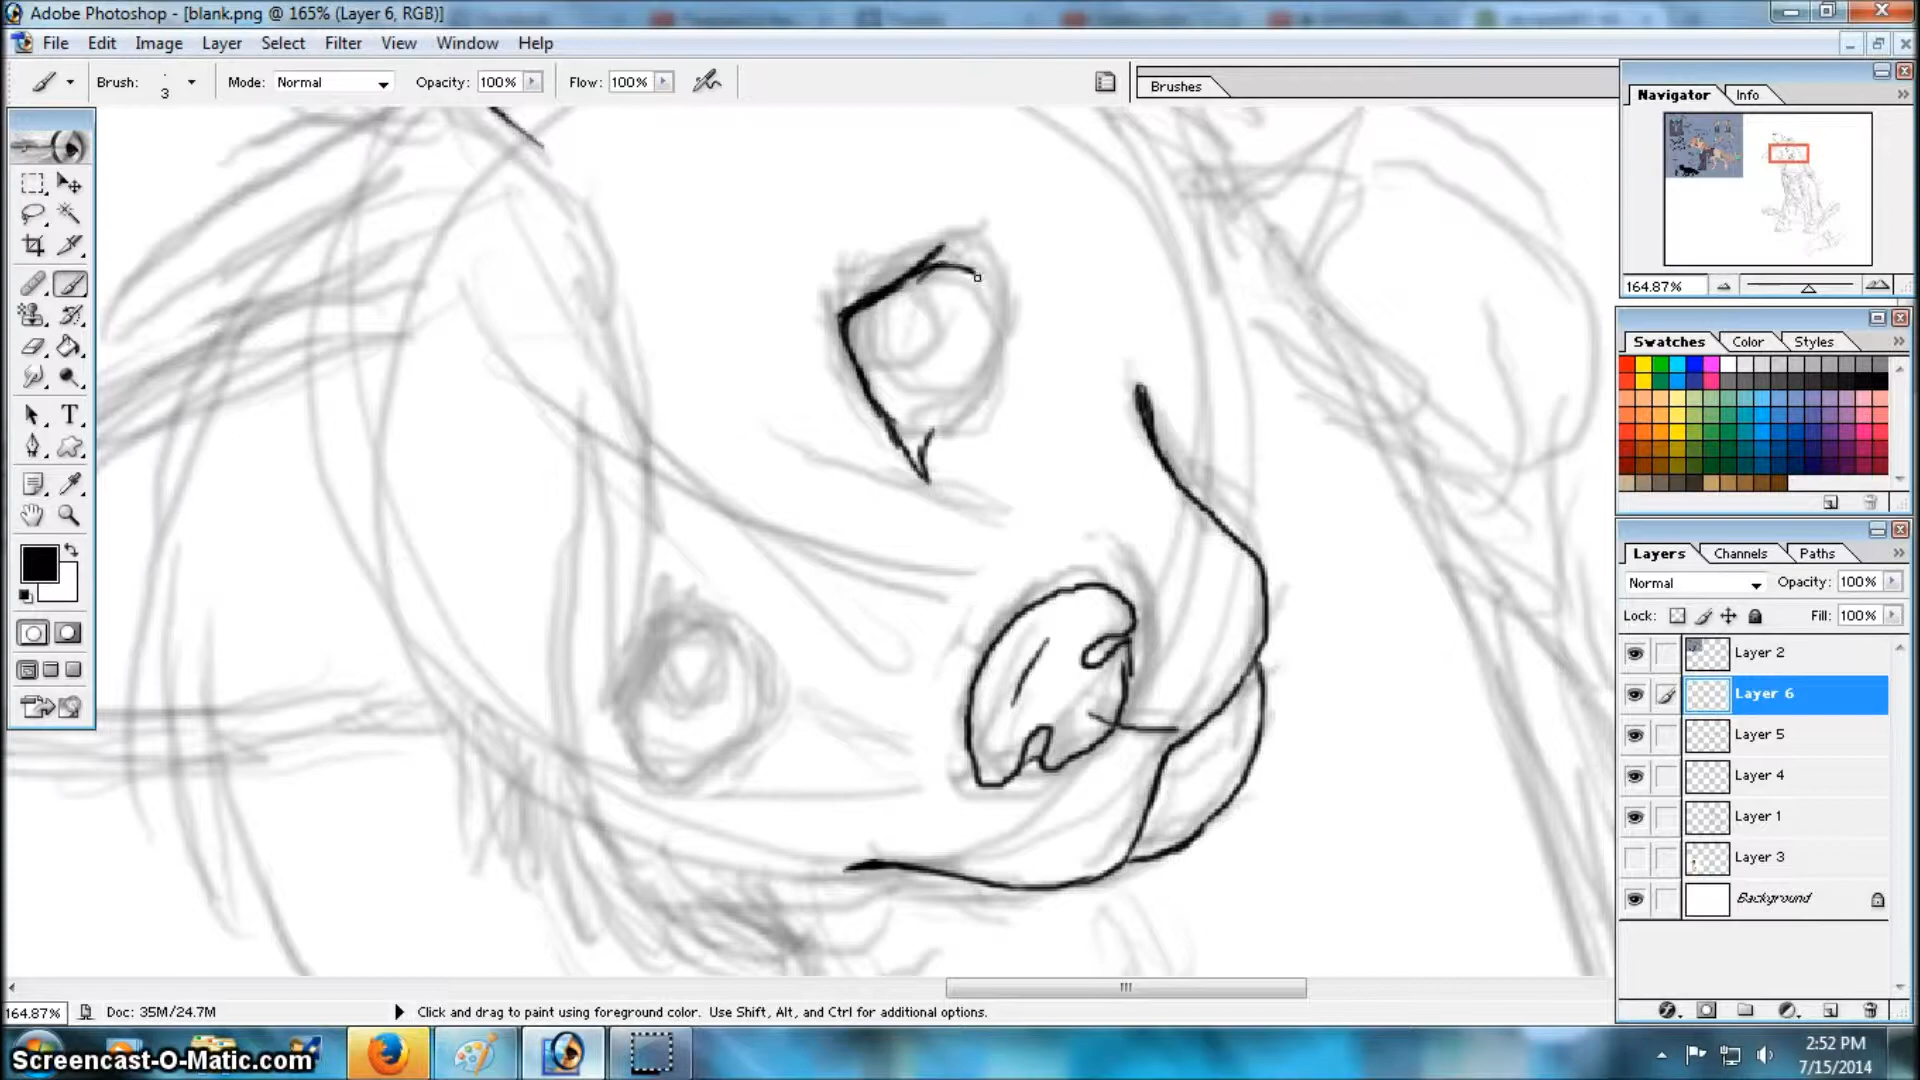 Adobe Photoshop - [blank.png @ 165% (Layer 6, RGB)]
File Edit Image Layer Select Filter View Window Help
Brush: 3 Mode: Normal Opacity: 100% Flow: 100%
Brushes
Navigator Info
164.87%
Swatches Color Styles
Layers Channels Paths
Normal Opacity: 100%
Lock: Fill: 100%
Layer 2
Layer 6
Layer 5
Layer 4
Layer 1
Layer 3
Background
164.87% Doc: 35M/24.7M Click and drag to paint using foreground color. Use Shift, Alt, and Ctrl for additional options.
Screencast-O-Matic.com
2:52 PM
7/15/2014